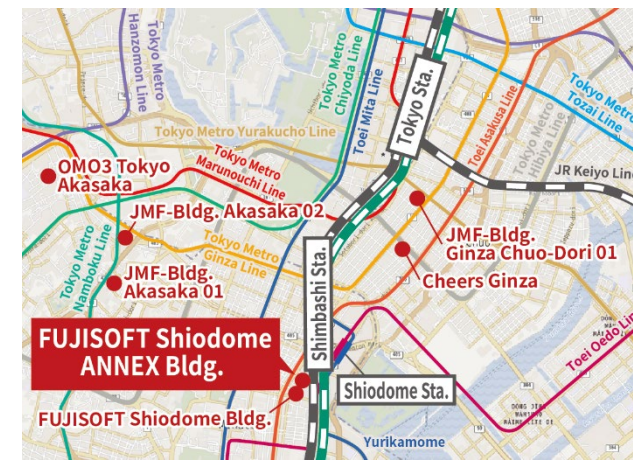 Tokyo Metro
Hanzomon Line
Tokyo Metro
Chiyoda Line
Toei Mita Line
Tokyo Sta.
Toei Asakusa Line
Tokyo Metro
Tozai Line
Tokyo Metro
Hibiya Line
Tokyo Metro Yurakucho Line
Tokyo Metro
Marunouchi Line
JR Keiyo Line
OMO3 Tokyo
Akasaka
JMF-Bldg. Akasaka 02
Tokyo Metro
Namboku Line
Tokyo Metro
Ginza Line
JMF-Bldg.
Ginza Chuo-Dori 01
JMF-Bldg.
Akasaka 01
Cheers Ginza
Shimbashi Sta.
FUJISOFT Shiodome
ANNEX Bldg.
Toei Oedo Lin
Shiodome Sta.
FUJISOFT Shiodome Bldg.
Yurikamome